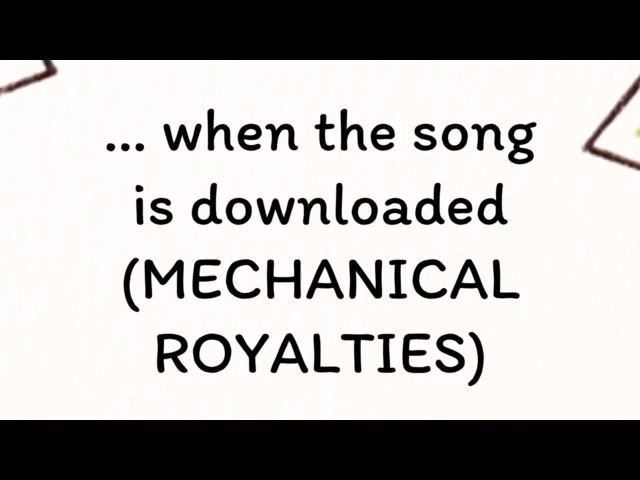 ... when the song
is downloaded
(MECHANICAL
ROYALTIES)